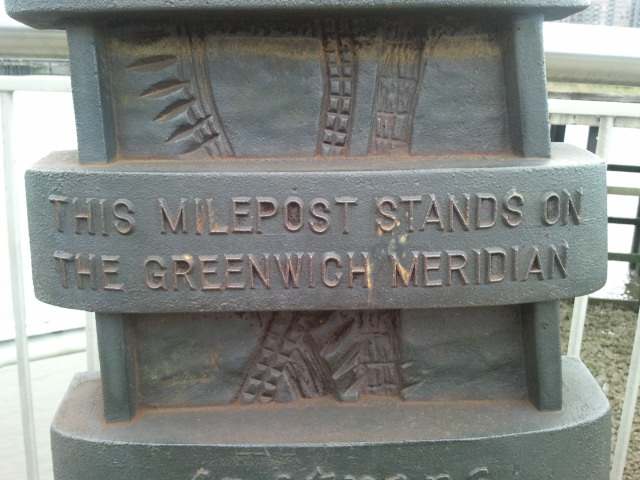 THIS MILEPOST STANDS ON
THE GREENWICH MERIDIAN